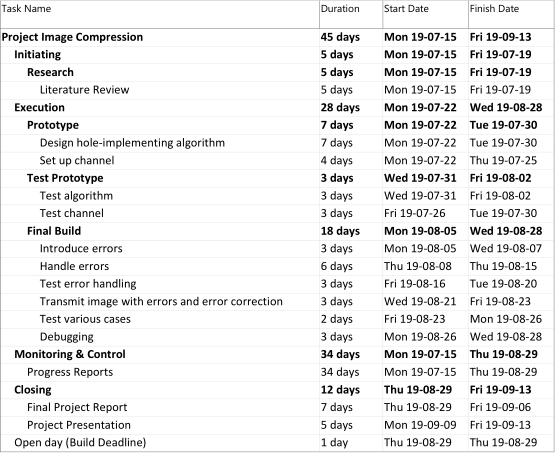 Task Name Duration Start Date Finish Date
Project Image Compression 45 days Mon 19-07-15 Fri 19-09-13
Initiating 5 days Mon 19-07-15 Fri 19-07-19
Research 5 days Mon 19-07-15 Fri 19-07-19
Literature Review 5 days Mon 19-07-15 Fri 19-07-19
Execution 28 days Mon 19-07-22 Wed 19-08-28
Prototype 7 days Mon 19-07-22 Tue 19-07-30
Design hole-implementing algorithm 7 days Mon 19-07-22 Tue 19-07-30
Set up channel 4 days Mon 19-07-22 Thu 19-07-25
Test Prototype 3 days Wed 19-07-31 Fri 19-08-02
Test algorithm 3 days Wed 19-07-31 Fri 19-08-02
Test channel 3 days Fri 19-07-26 Tue 19-07-30
Final Build 18 days Mon 19-08-05 Wed 19-08-28
Introduce errors 3 days Mon 19-08-05 Wed 19-08-07
Handle errors 6 days Thu 19-08-08 Thu 19-08-15
Test error handling 3 days Fri 19-08-16 Tue 19-08-20
Transmit image with errors and error correction 3 days Wed 19-08-21 Fri 19-08-23
Test various cases 2 days Fri 19-08-23 Mon 19-08-26
Debugging 3 days Mon 19-08-26 Wed 19-08-28
Monitoring & Control 34 days Mon 19-07-15 Thu 19-08-29
Progress Reports 34 days Mon 19-07-15 Thu 19-08-29
Closing 12 days Thu 19-08-29 Fri 19-09-13
Final Project Report 7 days Thu 19-08-29 Fri 19-09-06
Project Presentation 5 days Mon 19-09-09 Fri 19-09-13
Open day (Build Deadline) 1 day Thu 19-08-29 Thu 19-08-29